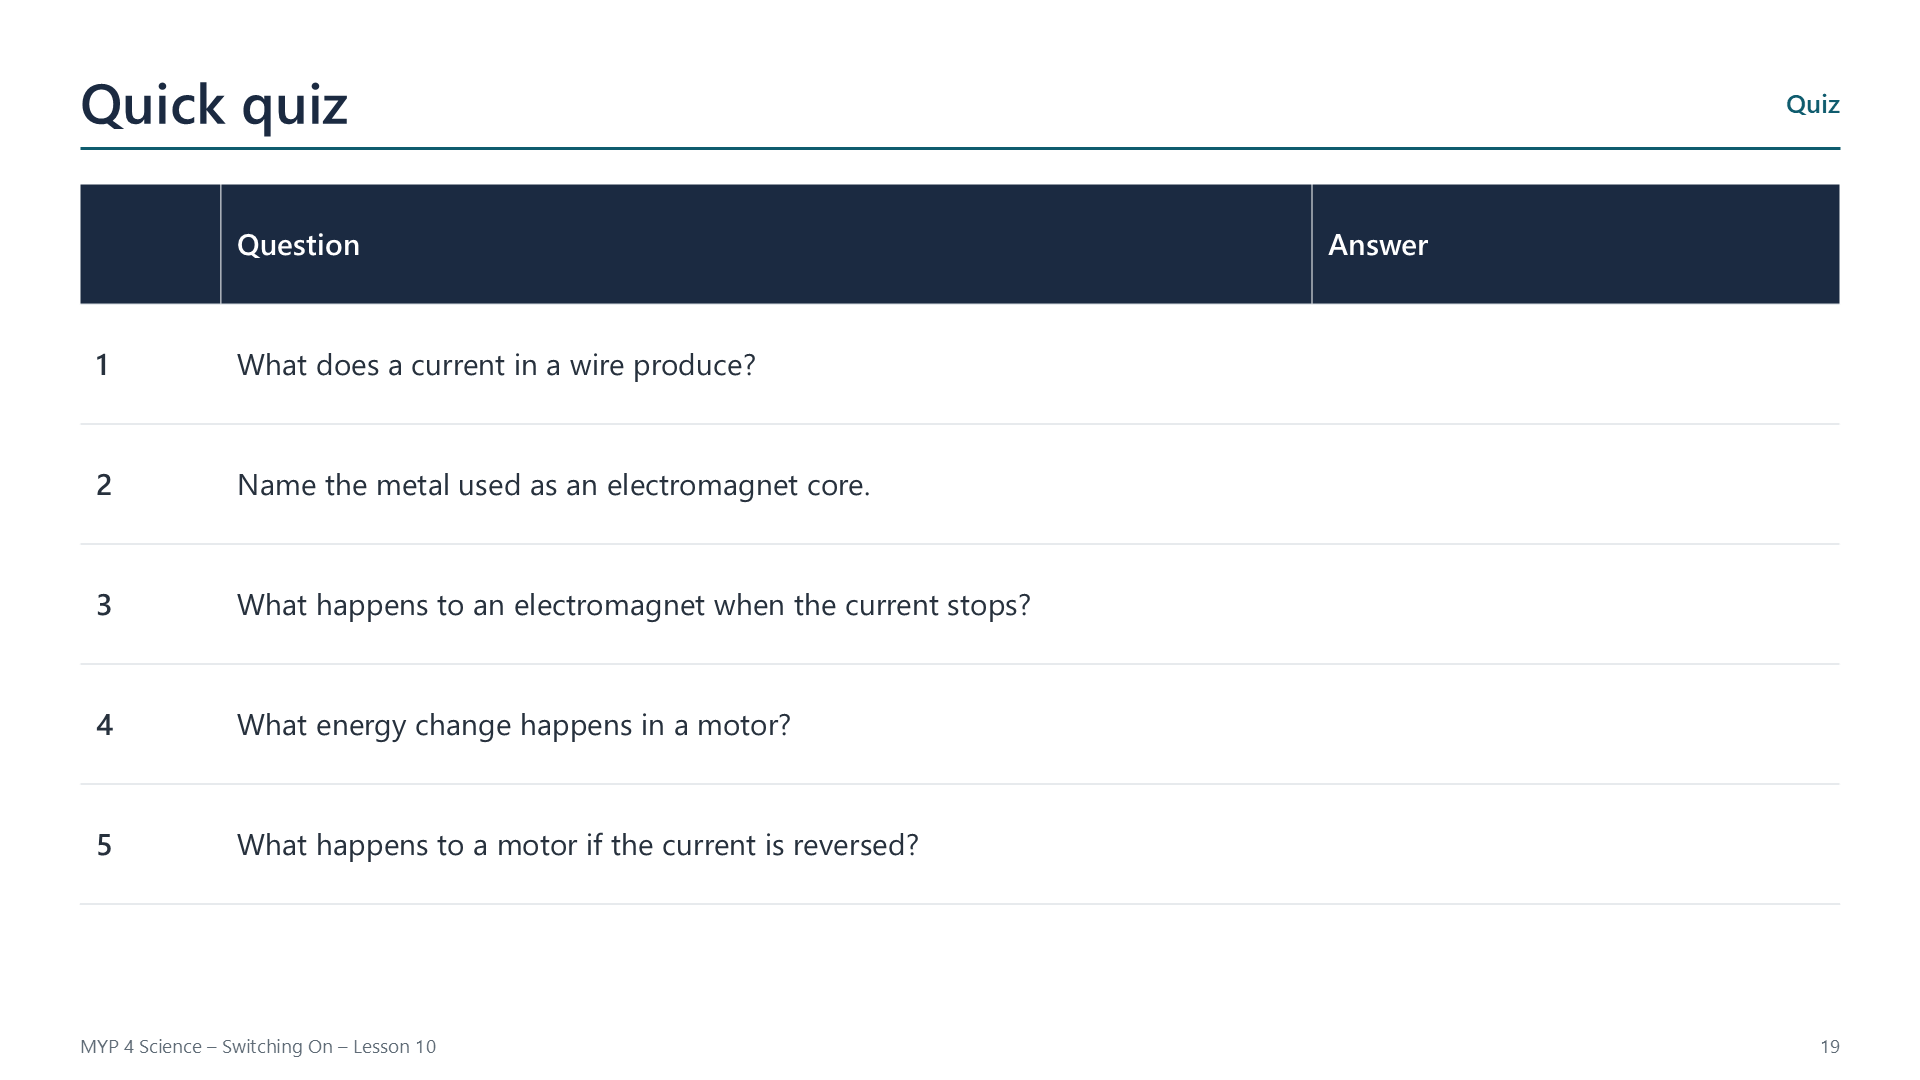 Quick quiz
Quiz
Question Answer
1 What does a current in a wire produce?
2 Name the metal used as an electromagnet core.
3 What happens to an electromagnet when the current stops?
4 What energy change happens in a motor?
5 What happens to a motor if the current is reversed?
MYP 4 Science – Switching On – Lesson 10
19